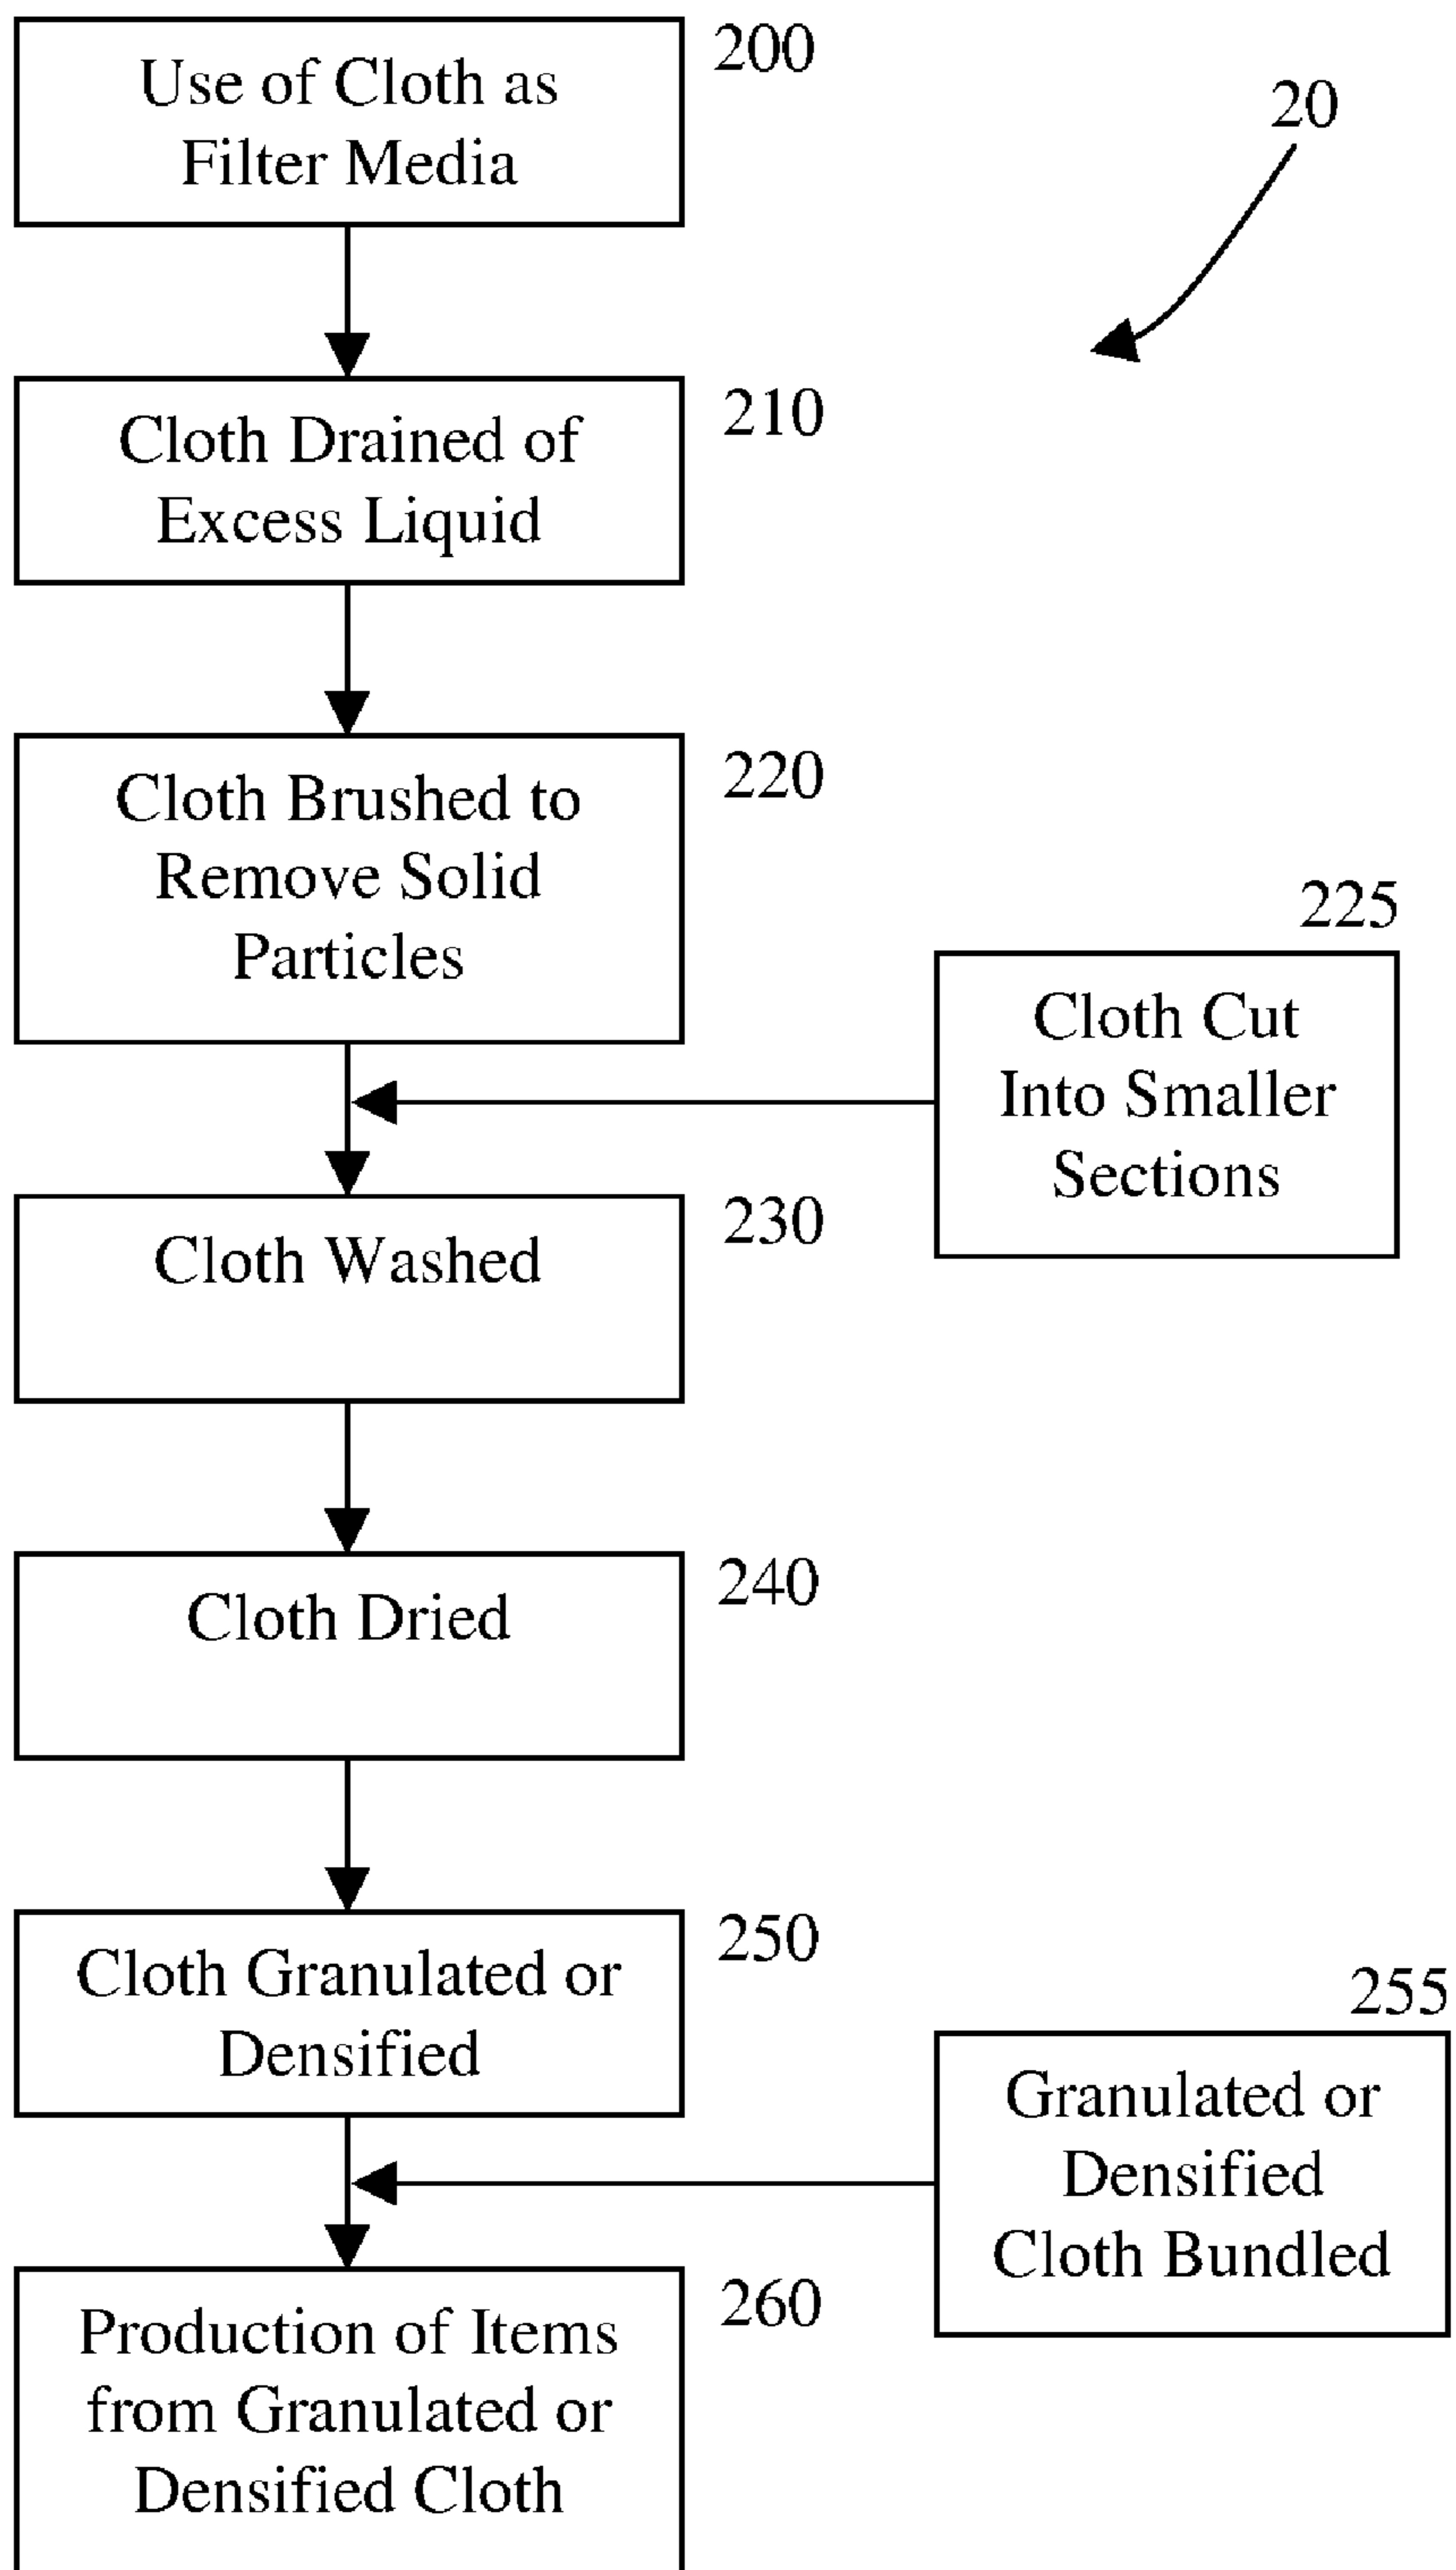 200
Use of Cloth as
Filter Media
20
210
Cloth Drained of
Excess Liquid
220
Cloth Brushed to
Remove Solid
Particles
225
Cloth Cut
Into Smaller
Sections
230
Cloth Washed
240
Cloth Dried
250
Cloth Granulated or
Densified
255
Granulated or
Densified
Cloth Bundled
260
Production of Items
from Granulated or
Densified Cloth